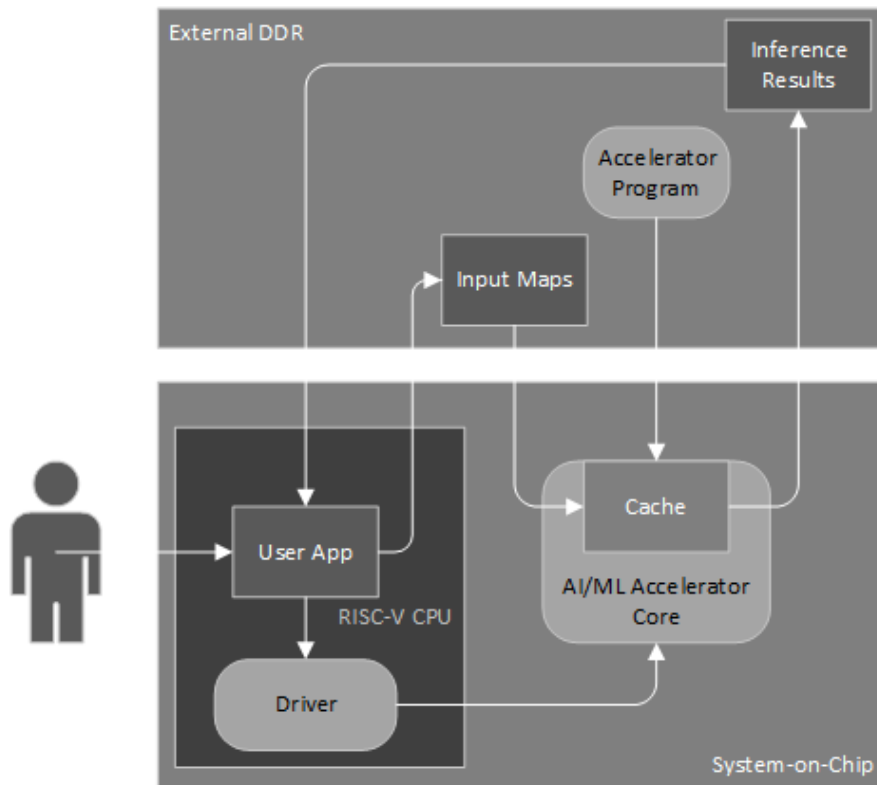 External DDR
Inference
Results
Accelerator
Program
Input Maps
Cache
User App
AI/ML Accelerator
Core
RISC-V CPU
Driver
System-on-Chip